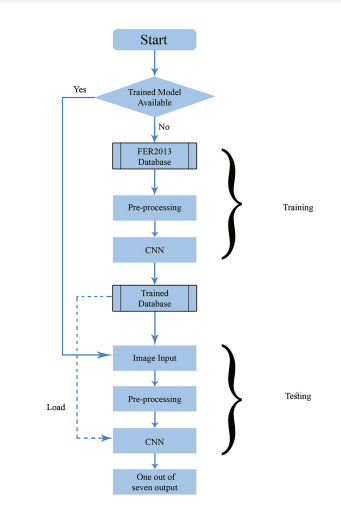 Start
Trained Model
Available
Yes
No
FER2013
Database
Pre-processing
CNN
Training
Trained
Database
Image Input
Pre-processing
Testing
Load
CNN
One out of
seven output